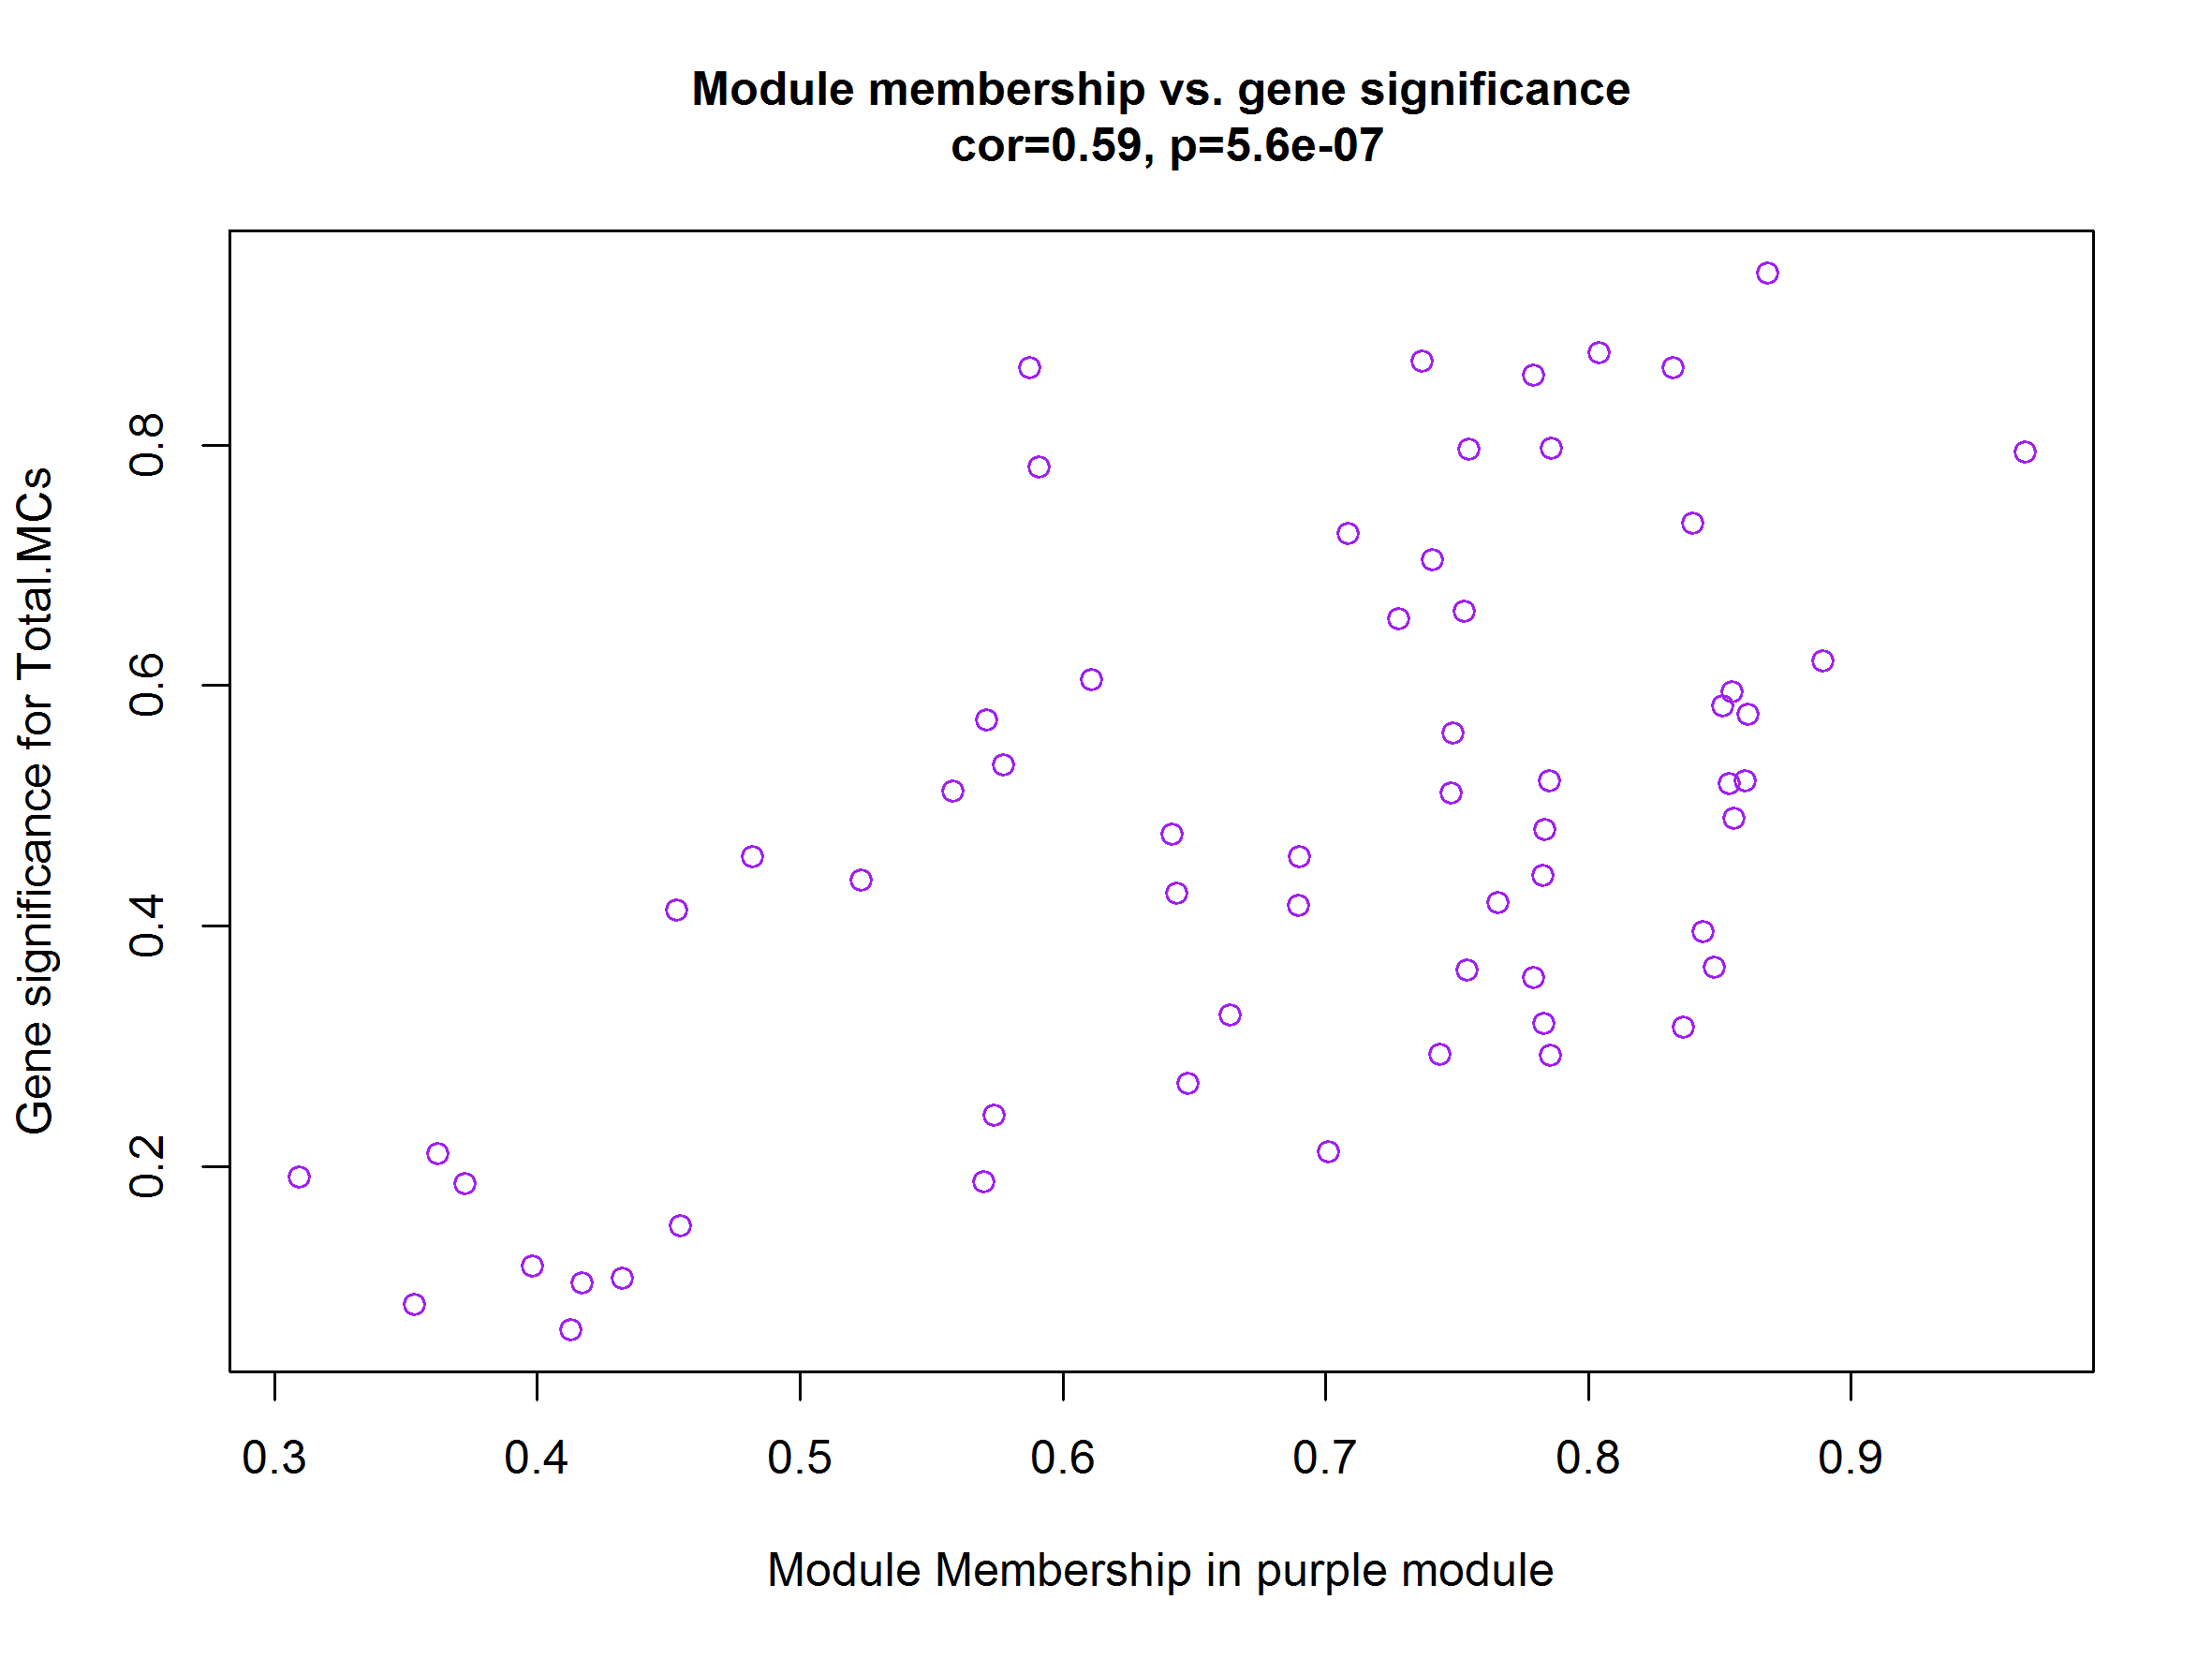 Module membership vs. gene significance
cor=0.59, p=5.6e-07
Gene significance for Total.MCs
0.8
0.6
0.4
0.2
0.3 0.4 0.5 0.6 0.7 0.8 0.9
Module Membership in purple module